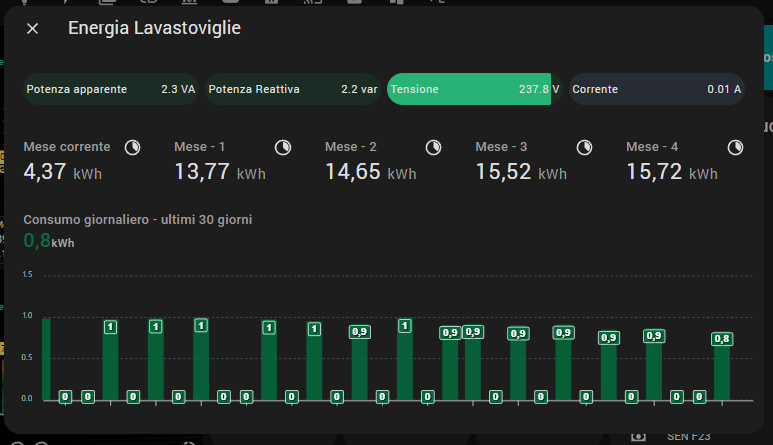 Energia Lavastoviglie
Potenza apparente 2.3 VA
Potenza Reattiva 2.2 var
Tensione 237.8 V
Corrente 0.01 A
Mese corrente
4,37 kWh
Mese - 1
13,77 kWh
Mese - 2
14,65 kWh
Mese - 3
15,52 kWh
Mese - 4
15,72 kWh
Consumo giornaliero - ultimi 30 giorni
0,8 kWh
1.5
1.0
0.5
0.0
0 0 1 0 1 0 1 0 0 1 0 1 0 0,9 0 1 0 0,9 0,9 0 0,9 0 0,9 0 0,9 0 0,9 0 0 0,8
SEN F23